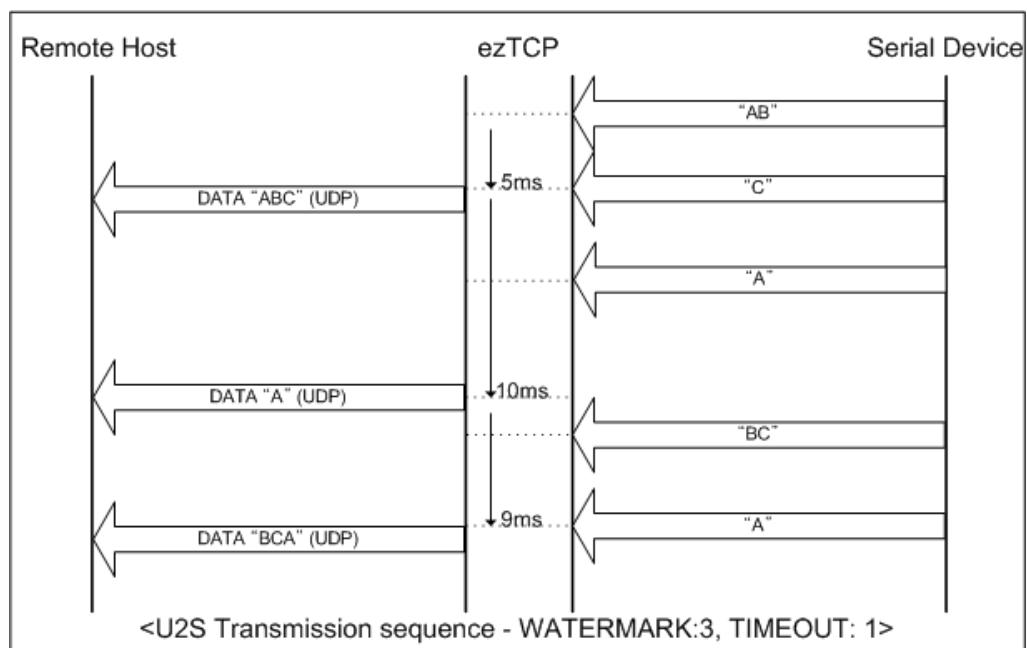 Remote Host
ezTCP
Serial Device
"AB"
5ms
"C"
DATA "ABC" (UDP)
"A"
10ms
DATA "A" (UDP)
"BC"
9ms
"A"
DATA "BCA" (UDP)
<U2S Transmission sequence - WATERMARK:3, TIMEOUT: 1>